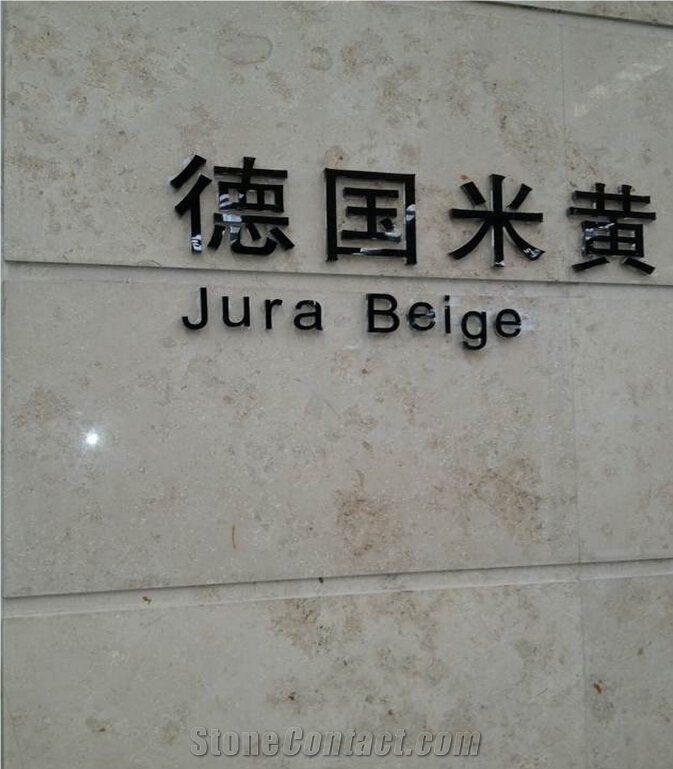 德国米黄
Jura Beige
StoneContact.com